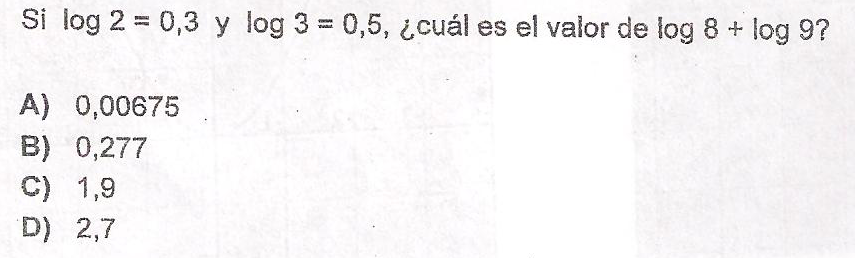 Si log 2 = 0,3 y log 3 = 0,5, ¿cuál es el valor de log 8 + log 9?
A) 0,00675
B) 0,277
C) 1,9
D) 2,7